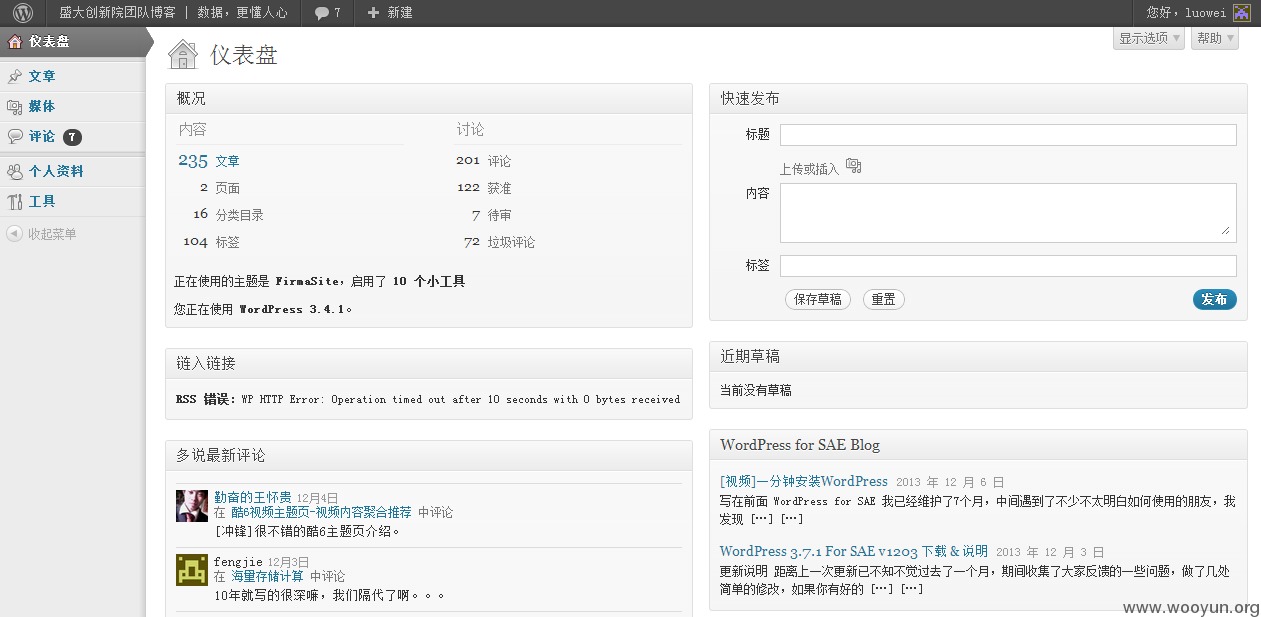 盛大创新院团队博客 | 数据，更懂人心 7 + 新建 您好，luowei
仪表盘
文章
媒体
评论 7
个人资料
工具
收起菜单
显示选项 帮助
仪表盘
概况
内容 讨论
235 文章 201 评论
2 页面 122 获准
16 分类目录 7 待审
104 标签 72 垃圾评论
正在使用的主题是 FirmaSite，启用了 10 个小工具
您正在使用 WordPress 3.4.1。
链入链接
RSS 错误: WP HTTP Error: Operation timed out after 10 seconds with 0 bytes received
多说最新评论
勤奋的王怀贵 12月4日
在 酷6视频主题页-视频内容聚合推荐 中评论
[冲锋]很不错的酷6主题页介绍。
fengjie 12月3日
在 海量存储计算 中评论
10年就写的很深嘛，我们隔代了啊。。。
快速发布
标题
上传或插入
内容
标签
保存草稿 重置 发布
近期草稿
当前没有草稿
WordPress for SAE Blog
[视频]一分钟安装WordPress 2013 年 12 月 6 日
写在前面 WordPress for SAE 我已经维护了7个月，中间遇到了不少不太明白如何使用的朋友，我
发现 […] […]
WordPress 3.7.1 For SAE v1203 下载 & 说明 2013 年 12 月 3 日
更新说明 距离上一次更新已不知不觉过去了一个月，期间收集了大家反馈的一些问题，做了几处
简单的修改，如果你有好的 […] […]
www.wooyun.org